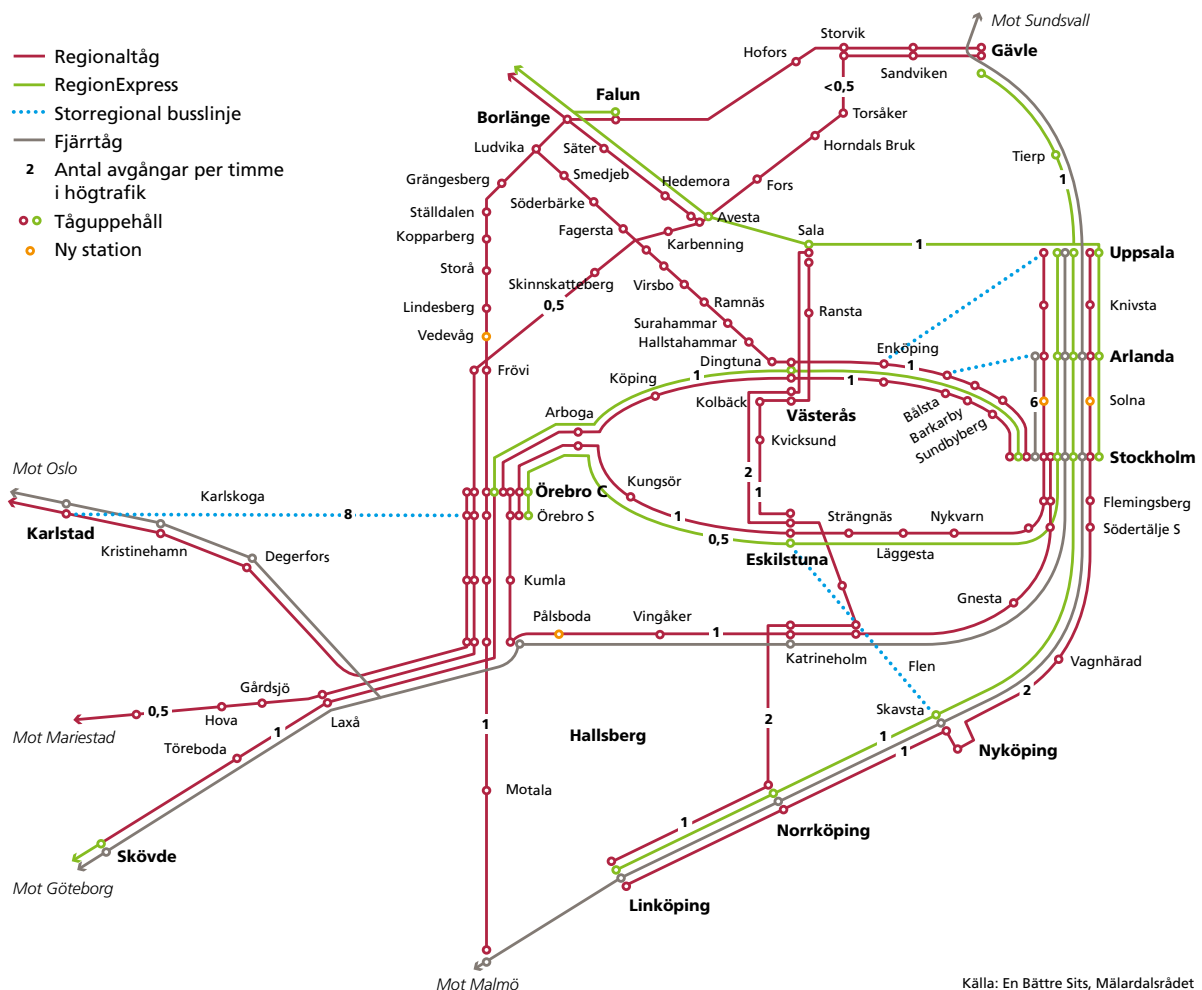 Regionaltåg
RegionExpress
Storregional busslinje
Fjärrtåg
2 Antal avgångar per timme
i högtrafik
Tåguppehåll
Ny station
Mot Sundsvall
Storvik
Hofors
Gävle
Sandviken
<0,5
Falun
Borlänge
Torsåker
Ludvika
Säter
Horndals Bruk
Tierp
Smedjeb
Grängesberg
Hedemora
Fors
1
Söderbärke
Ställdalen
Avesta
Fagersta
Sala
Kopparberg
Karbenning
1
Uppsala
Storå
Skinnskatteberg
Virsbo
0,5
Ramnäs
Ransta
Knivsta
Lindesberg
Surahammar
Vedevåg
Hallstahammar
Enköping
Arlanda
Dingtuna
1
Frövi
Köping
1
1
Kolbäck
Västerås
Bålsta
6
Solna
Arboga
Barkarby
Kvicksund
Sundbyberg
Stockholm
Mot Oslo
2
Karlskoga
Kungsör
1
Örebro C
Flemingsberg
8
Örebro S
1
Strängnäs
Nykvarn
Karlstad
Södertälje S
Kristinehamn
0,5
Läggesta
Degerfors
Eskilstuna
Kumla
Gnesta
Pålsboda
Vingåker
1
Katrineholm
Vagnhärad
Flen
Gårdsjö
2
0,5
Hova
Skavsta
Laxå
2
Mot Mariestad
1
1
Hallsberg
1
Töreboda
1
Nyköping
Motala
1
Norrköping
Skövde
Mot Göteborg
Linköping
Mot Malmö
Källa: En Bättre Sits, Mälardalsrådet